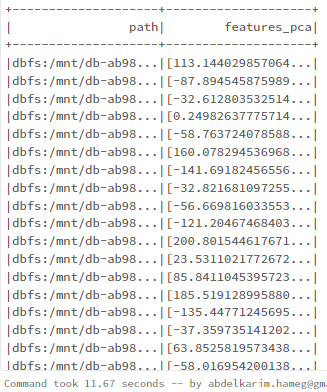 +--------------------+--------------------+
|                path|        features_pca|
+--------------------+--------------------+
|dbfs:/mnt/db-ab98...|[113.144029857064...|
|dbfs:/mnt/db-ab98...|[-87.894545875989...|
|dbfs:/mnt/db-ab98...|[-32.612803532514...|
|dbfs:/mnt/db-ab98...|[0.24982637775714...|
|dbfs:/mnt/db-ab98...|[-58.763724078588...|
|dbfs:/mnt/db-ab98...|[160.078294536968...|
|dbfs:/mnt/db-ab98...|[-141.69182456556...|
|dbfs:/mnt/db-ab98...|[-32.821681097255...|
|dbfs:/mnt/db-ab98...|[-56.669816033553...|
|dbfs:/mnt/db-ab98...|[-121.20467468403...|
|dbfs:/mnt/db-ab98...|[200.801544617671...|
|dbfs:/mnt/db-ab98...|[23.5311021772672...|
|dbfs:/mnt/db-ab98...|[85.8411045395723...|
|dbfs:/mnt/db-ab98...|[185.519128995880...|
|dbfs:/mnt/db-ab98...|[-135.44771245695...|
|dbfs:/mnt/db-ab98...|[-37.359735141202...|
|dbfs:/mnt/db-ab98...|[63.8525819573438...|
|dbfs:/mnt/db-ab98...|[-58.016954200138...|
Command took 11.67 seconds -- by abdelkarim.hameg@gm